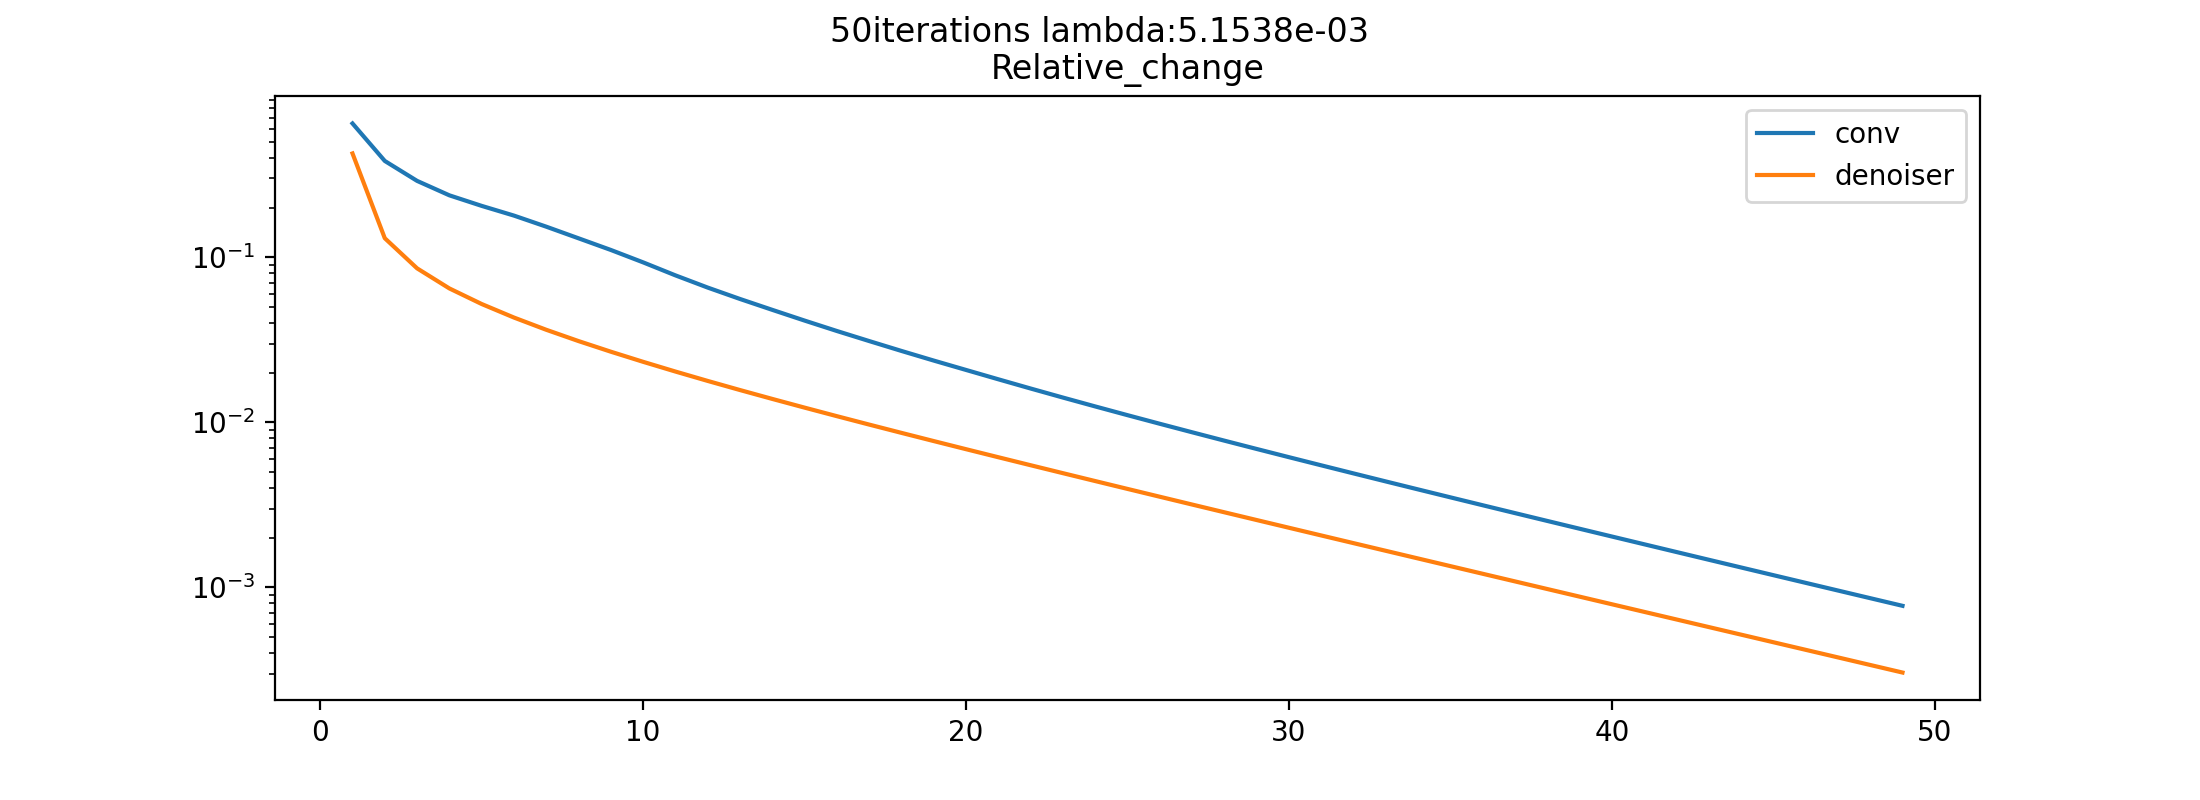 50iterations lambda:5.1538e-03
Relative_change
conv
denoiser
10⁻¹
10⁻²
10⁻³
0 10 20 30 40 50